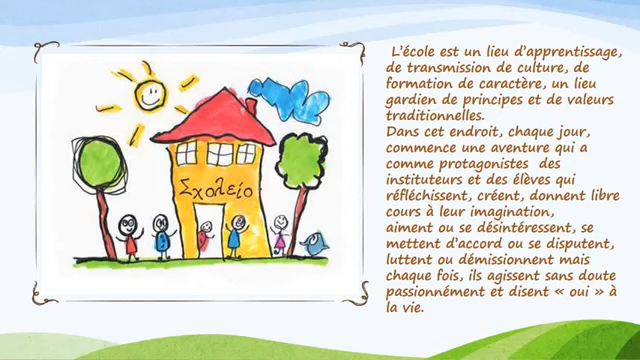 Σχολείο
L'école est un lieu d'apprentissage,
de transmission de culture, de
formation de caractère, un lieu
gardien de principes et de valeurs
traditionnelles.
Dans cet endroit, chaque jour,
commence une aventure qui a
comme protagonistes des
instituteurs et des élèves qui
réfléchissent, créent, donnent libre
cours à leur imagination,
aiment ou se désintéressent, se
mettent d'accord ou se disputent,
luttent ou démissionnent mais
chaque fois, ils agissent sans doute
passionnément et disent « oui » à
la vie.